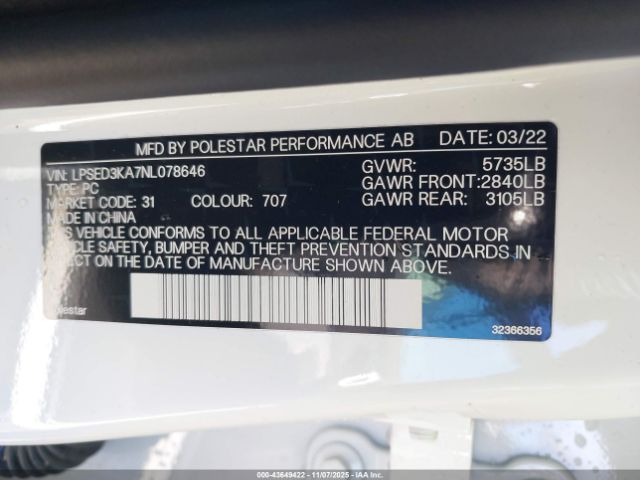 MFD BY POLESTAR PERFORMANCE AB DATE: 03/22
VIN: LPSED3KA7NL078646 GVWR: 5735LB
TYPE: PC GAWR FRONT:2840LB
MARKET CODE: 31 COLOUR: 707 GAWR REAR: 3105LB
MADE IN CHINA
THIS VEHICLE CONFORMS TO ALL APPLICABLE FEDERAL MOTOR
VEHICLE SAFETY, BUMPER AND THEFT PREVENTION STANDARDS IN
EFFECT ON THE DATE OF MANUFACTURE SHOWN ABOVE.
Polestar 32366356
000-43649422 - 11/07/2025 - IAA Inc.